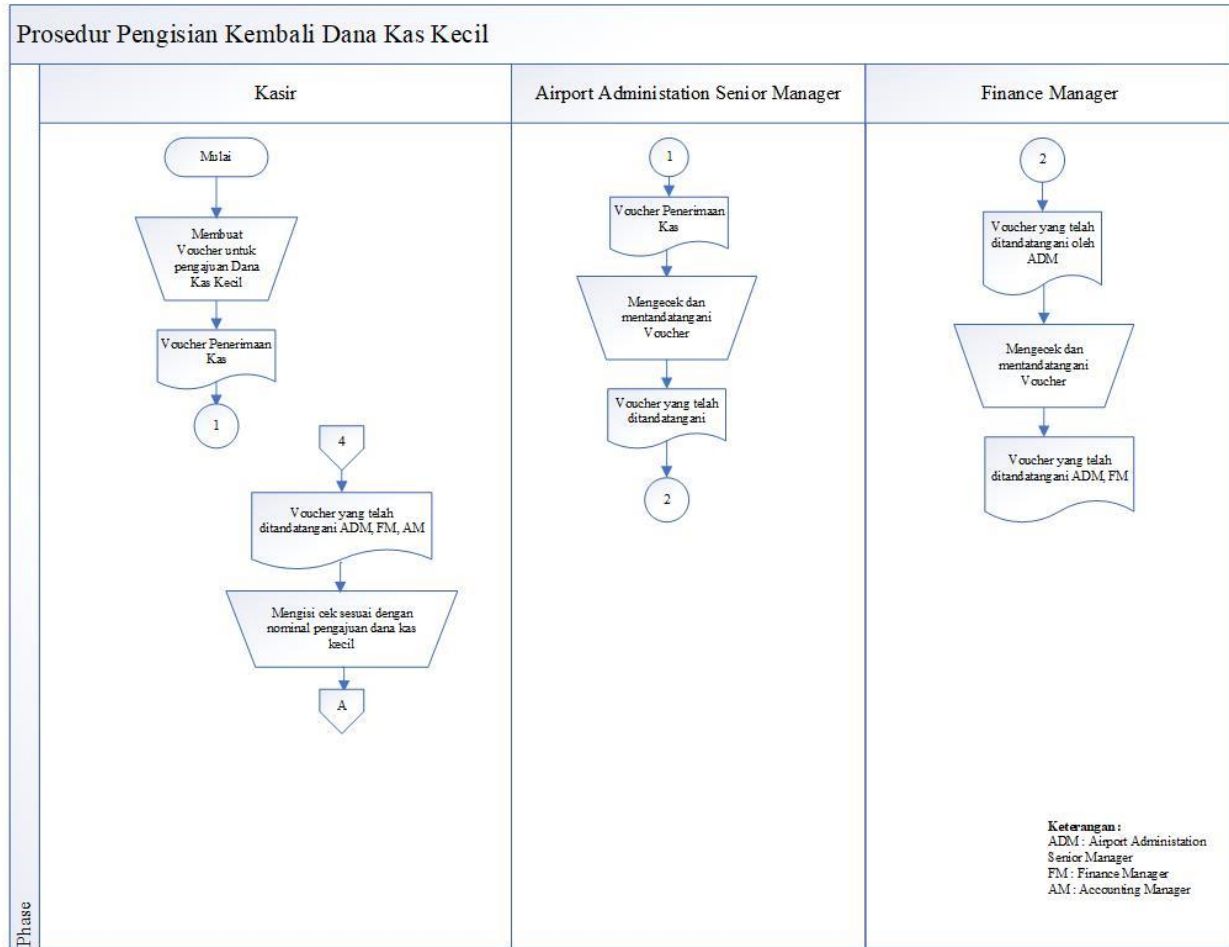 Prosedur Pengisian Kembali Dana Kas Kecil
Kasir
Airport Administation Senior Manager
Finance Manager
Phase
Mulai
Membuat
Voucher untuk
pengajuan Dana
Kas Kecil
Voucher Penerimaan
Kas
1
4
Voucher yang telah
ditandatangani ADM, FM, AM
Mengisi cek sesuai dengan
nominal pengajuan dana kas
kecil
A
1
Voucher Penerimaan
Kas
Mengecek dan
mentandatangani
Voucher
Voucher yang telah
ditandatangani
2
2
Voucher yang telah
ditandatangani oleh
ADM
Mengecek dan
mentandatangani
Voucher
Voucher yang telah
ditandatangani ADM, FM
Keterangan :
ADM : Airport Administation
Senior Manager
FM : Finance Manager
AM : Accounting Manager